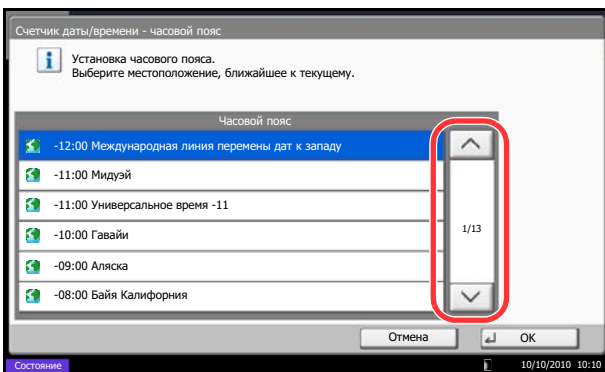 Счетчик даты/времени - часовой пояс
Установка часового пояса.
Выберите местоположение, ближайшее к текущему.
Часовой пояс
-12:00 Международная линия перемены дат к западу
-11:00 Мидуэй
-11:00 Универсальное время -11
-10:00 Гавайи
-09:00 Аляска
-08:00 Байя Калифорния
1/13
Отмена
OK
Состояние
10/10/2010 10:10